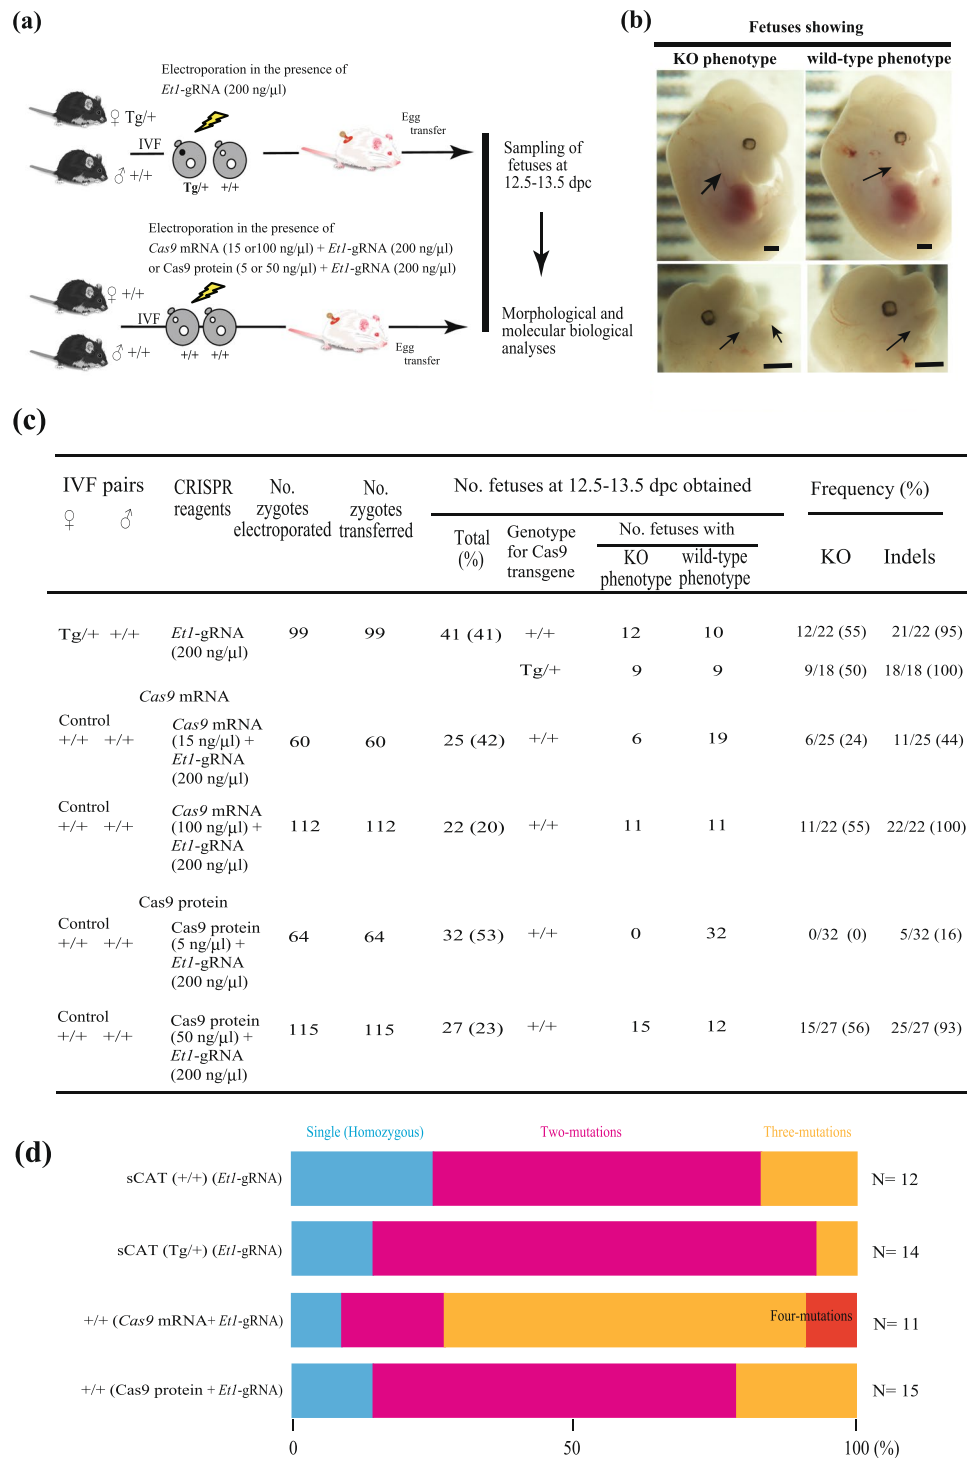 (a)
Electroporation in the presence of
Et1-gRNA (200 ng/µl)
♀ Tg/+
IVF
♂ +/+
Tg/+ +/+
Egg
transfer
Electroporation in the presence of
Cas9 mRNA (15 or100 ng/µl) + Et1-gRNA (200 ng/µl)
or Cas9 protein (5 or 50 ng/µl) + Et1-gRNA (200 ng/µl)
♀ +/+
IVF
♂ +/+
+/+ +/+
Egg
transfer
Sampling of
fetuses at
12.5-13.5 dpc
Morphological and
molecular biological
analyses
(b)
Fetuses showing
KO phenotype wild-type phenotype
(c)
IVF pairs
♀ ♂
CRISPR
reagents
No.
zygotes
electroporated
No.
zygotes
transferred
No. fetuses at 12.5-13.5 dpc obtained
Total
(%)
Genotype
for Cas9
transgene
No. fetuses with
KO
phenotype
wild-type
phenotype
Frequency (%)
KO Indels
Tg/+ +/+ Et1-gRNA 99 99 41 (41) +/+ 12 10 12/22 (55) 21/22 (95)
(200 ng/µl)
Tg/+ 9 9 9/18 (50) 18/18 (100)
Cas9 mRNA
Control
+/+ +/+ Cas9 mRNA
(15 ng/µl) + 60 60 25 (42) +/+ 6 19 6/25 (24) 11/25 (44)
Et1-gRNA
(200 ng/µl)
Control
+/+ +/+ Cas9 mRNA
(100 ng/µl) + 112 112 22 (20) +/+ 11 11 11/22 (55) 22/22 (100)
Et1-gRNA
(200 ng/µl)
Cas9 protein
Control
+/+ +/+ Cas9 protein
(5 ng/µl) + 64 64 32 (53) +/+ 0 32 0/32 (0) 5/32 (16)
Et1-gRNA
(200 ng/µl)
Control
+/+ +/+ Cas9 protein
(50 ng/µl) + 115 115 27 (23) +/+ 15 12 15/27 (56) 25/27 (93)
Et1-gRNA
(200 ng/µl)
(d)
Single (Homozygous) Two-mutations Three-mutations
sCAT (+/+) (Et1-gRNA) N= 12
sCAT (Tg/+) (Et1-gRNA) N= 14
+/+ (Cas9 mRNA+ Et1-gRNA) Four-mutations N= 11
+/+ (Cas9 protein + Et1-gRNA) N= 15
0 50 100 (%)